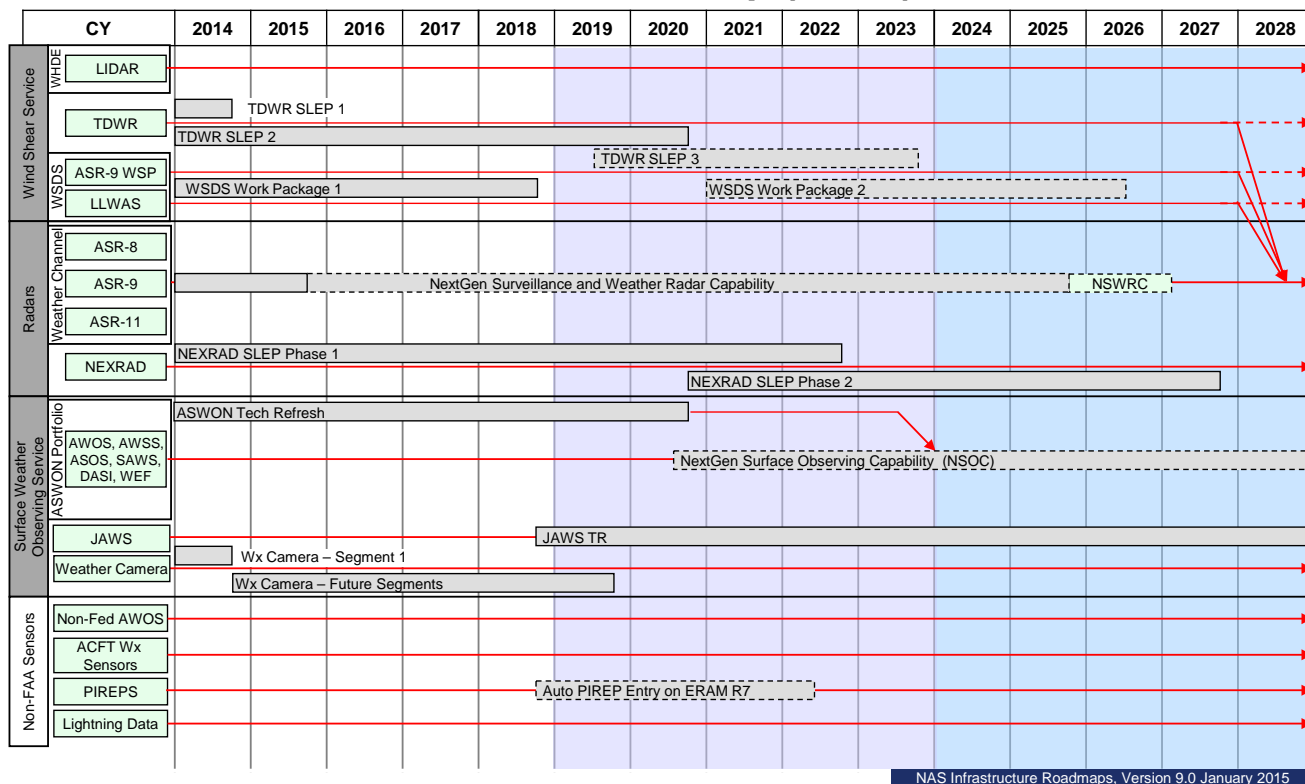 CY 2014 2015 2016 2017 2018 2019 2020 2021 2022 2023 2024 2025 2026 2027 2028
Wind Shear Service
WHDE
LIDAR
TDWR SLEP 1
TDWR
TDWR SLEP 2
TDWR SLEP 3
WSDS
ASR-9 WSP
WSDS Work Package 1
WSDS Work Package 2
LLWAS
Radars
Weather Channel
ASR-8
ASR-9
NextGen Surveillance and Weather Radar Capability
NSWRC
ASR-11
NEXRAD SLEP Phase 1
NEXRAD
NEXRAD SLEP Phase 2
Surface Weather
Observing Service
ASWON Portfolio
ASWON Tech Refresh
AWOS, AWSS,
ASOS, SAWS,
DASI, WEF
NextGen Surface Observing Capability (NSOC)
JAWS
JAWS TR
Wx Camera – Segment 1
Weather Camera
Wx Camera – Future Segments
Non-FAA Sensors
Non-Fed AWOS
ACFT Wx
Sensors
PIREPS
Auto PIREP Entry on ERAM R7
Lightning Data
NAS Infrastructure Roadmaps, Version 9.0 January 2015